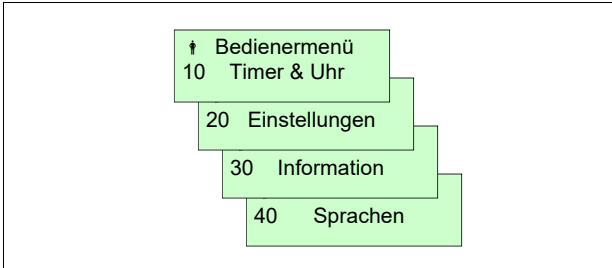 Bedienermenü
10 Timer & Uhr
20 Einstellungen
30 Information
40 Sprachen